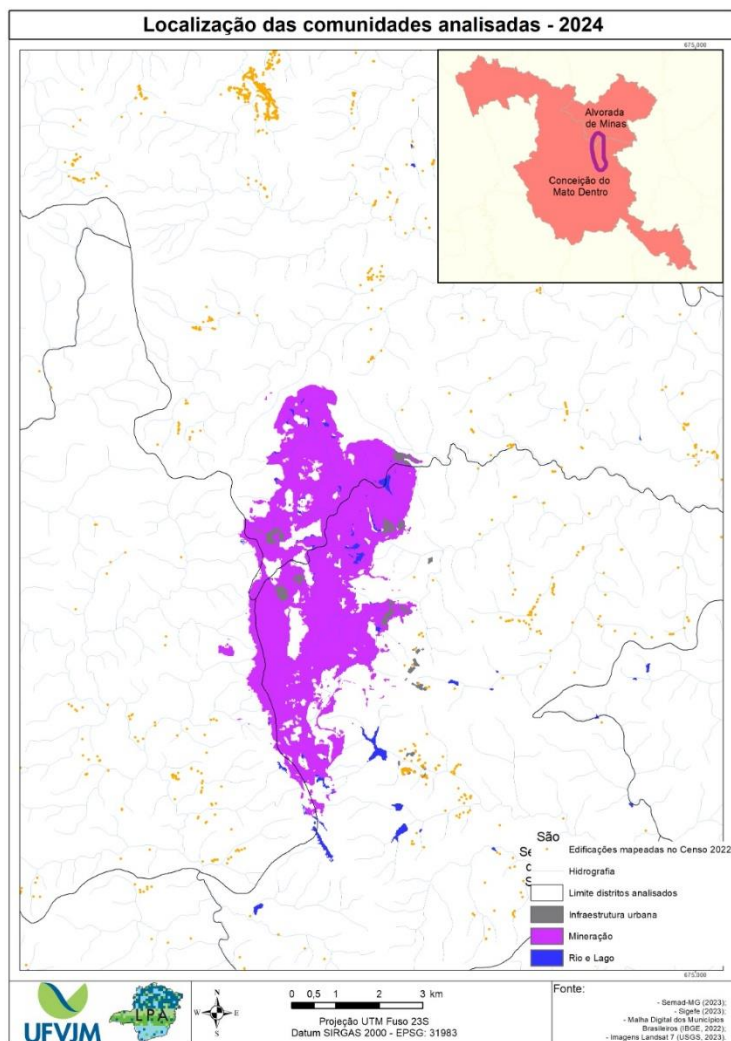 Localização das comunidades analisadas - 2024
675,000
Alvorada
de Minas
Conceição do
Mato Dentro
São
Se
d
S
Edificações mapeadas no Censo 2022
Hidrografia
Limite distritos analisados
Infraestrutura urbana
Mineração
Rio e Lago
675,000
UFVJM
LPA
N
W
E
S
0 0,5 1 2 3 km
Projeção UTM Fuso 23S
Datum SIRGAS 2000 - EPSG: 31983
Fonte:
- Semad-MG (2023);
- Sigefe (2023);
- Malha Digital dos Municípios
Brasileiros (IBGE, 2022);
- Imagens Landsat 7 (USGS, 2023).